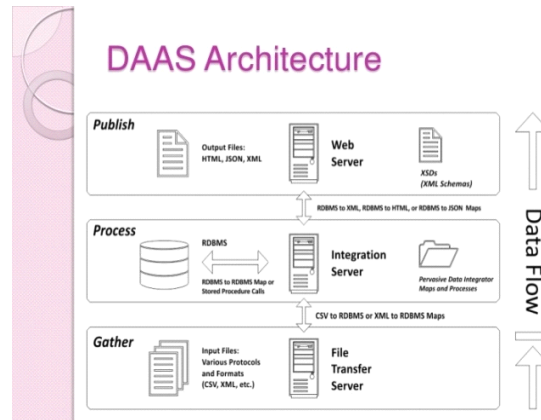 DAAS Architecture
Publish
Output Files:
HTML, JSON, XML
Web
Server
XSDs
(XML Schemas)
RDBMS to XML, RDBMS to HTML, or RDBMS to JSON Maps
Process
RDBMS
RDBMS to RDBMS Map or
Stored Procedure Calls
Integration
Server
Pervasive Data Integrator
Maps and Processes
CSV to RDBMS or XML to RDBMS Maps
Gather
Input Files:
Various Protocols
and Formats
(CSV, XML, etc.)
File
Transfer
Server
Data Flow